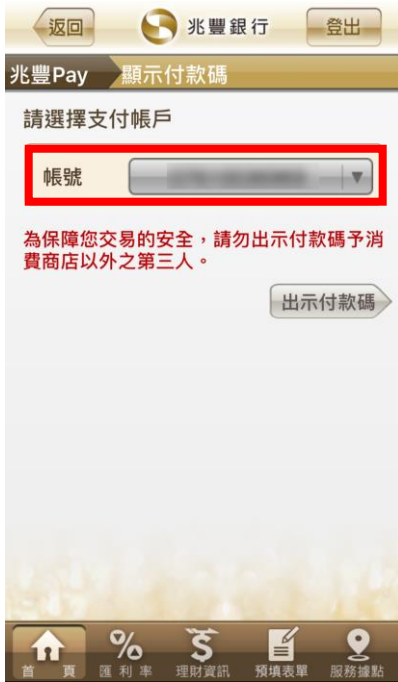 返回 兆豐銀行 登出
兆豐Pay 顯示付款碼
請選擇支付帳戶
帳號
為保障您交易的安全，請勿出示付款碼予消
費商店以外之第三人。
出示付款碼
首頁 匯利率 理財資訊 預填表單 服務據點